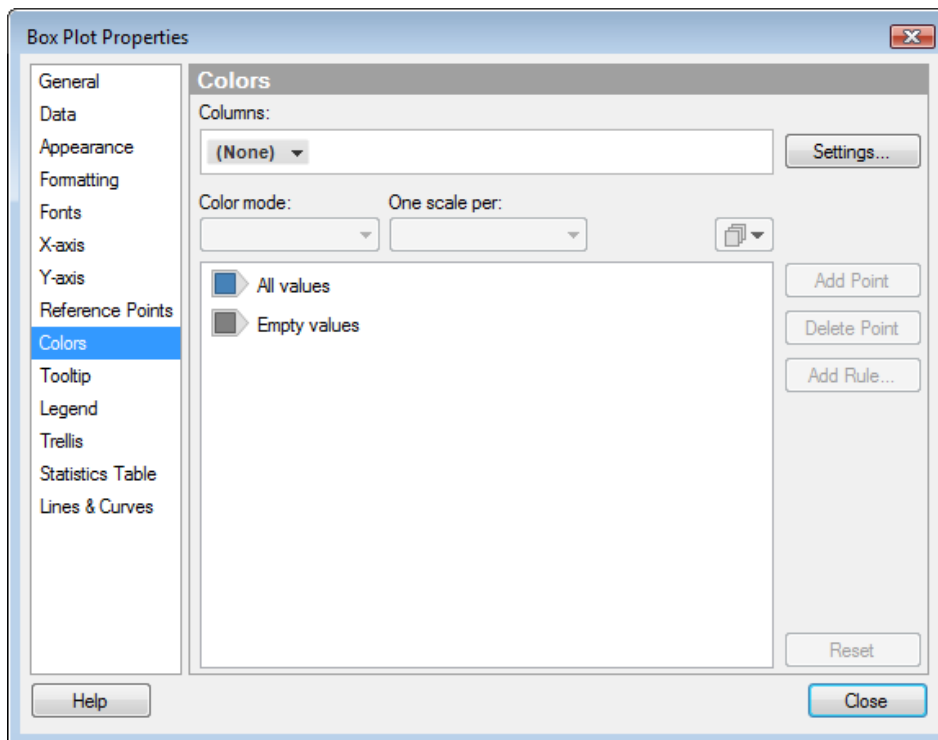 Box Plot Properties
General
Data
Appearance
Formatting
Fonts
X-axis
Y-axis
Reference Points
Colors
Tooltip
Legend
Trellis
Statistics Table
Lines & Curves
Colors
Columns:
(None)
Settings...
Color mode:
One scale per:
All values
Empty values
Add Point
Delete Point
Add Rule...
Reset
Help
Close